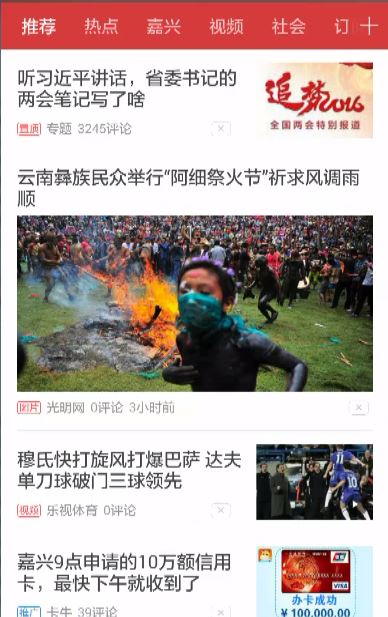 推荐 热点 嘉兴 视频 社会 订
听习近平讲话，省委书记的
两会笔记写了啥
置顶 专题 3245评论
追梦2016
全国两会特别报道
云南彝族民众举行“阿细祭火节”祈求风调雨
顺
图片 光明网 0评论 3小时前
穆氏快打旋风打爆巴萨 达夫
单刀球破门三球领先
视频 乐视体育 0评论
10
嘉兴9点申请的10万额信用
卡，最快下午就收到了
推广 卡牛 39评论
VISA
办卡成功
¥ 100,000.00